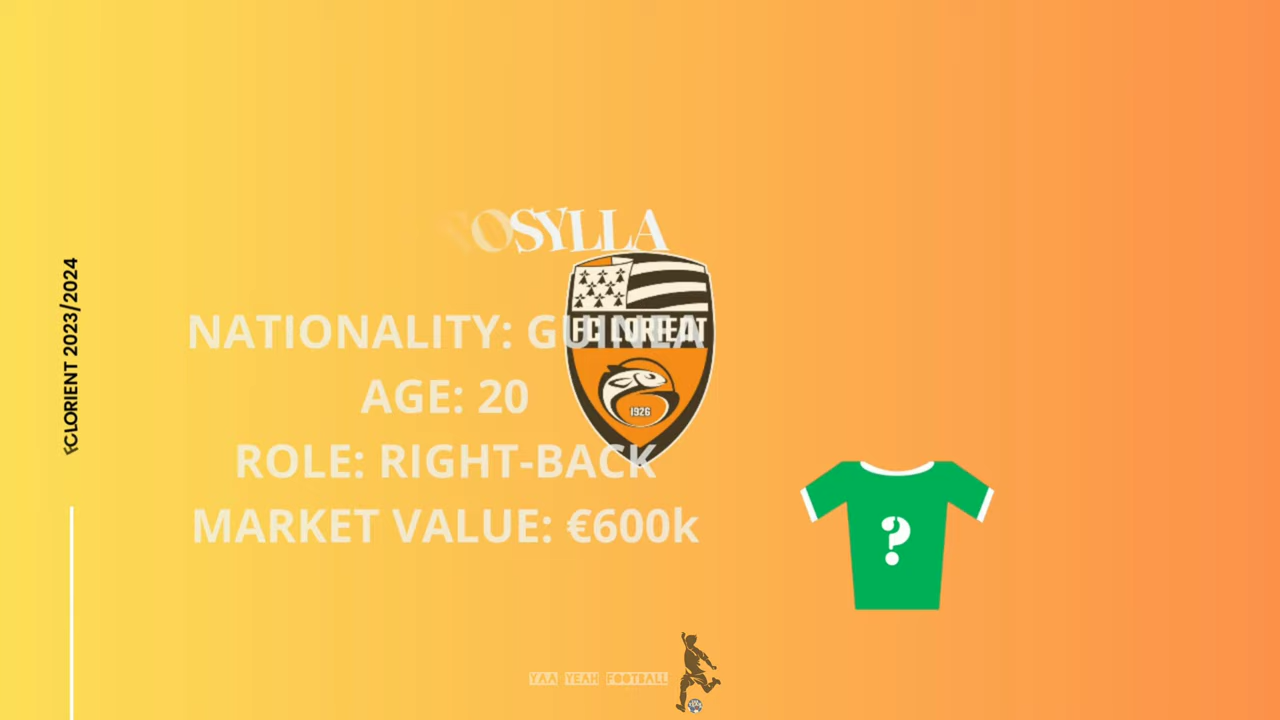 SYLLA
FC LORIENT
1926
NATIONALITY: GUINEA
AGE: 20
ROLE: RIGHT-BACK
MARKET VALUE: €600k
FCLORIENT 2023/2024
?
YAA YEAH FOOTBALL